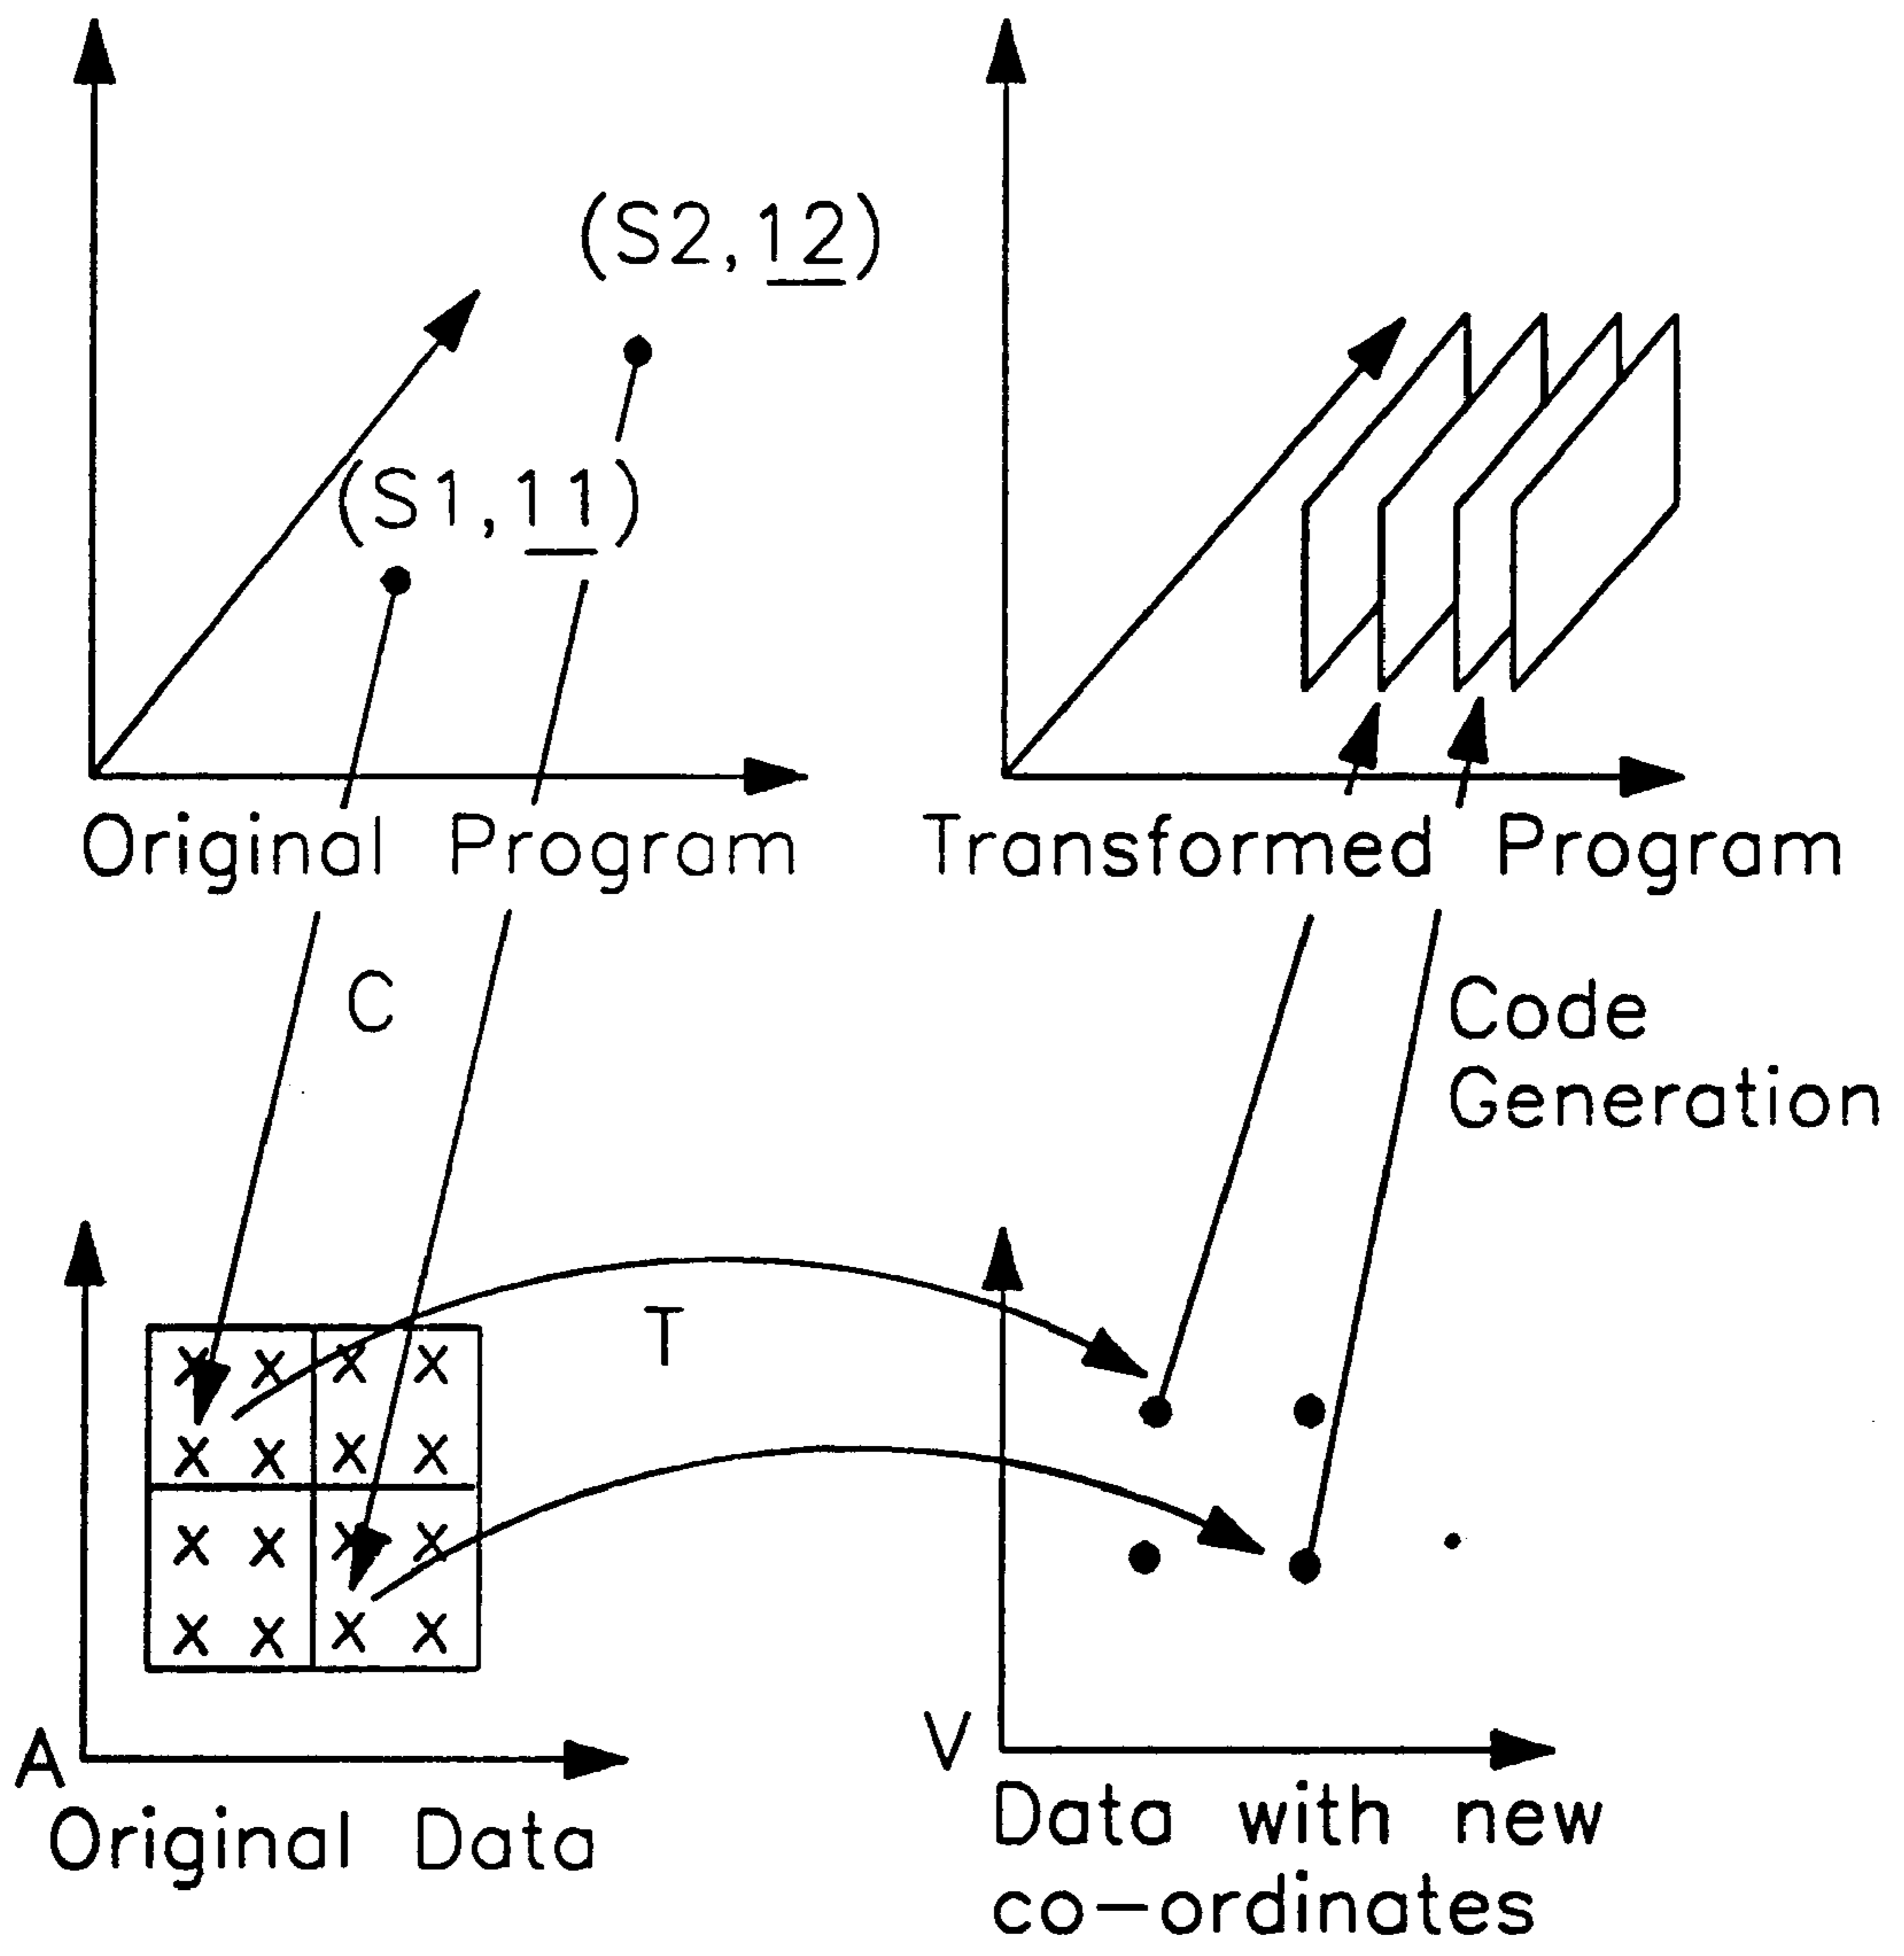 (S2,12)
(S1,11)
Original Program
Transformed Program
C
Code
Generation
T
x x x x
x x x x
x x x x
x x x x
A
V
Original Data
Data with new
co-ordinates